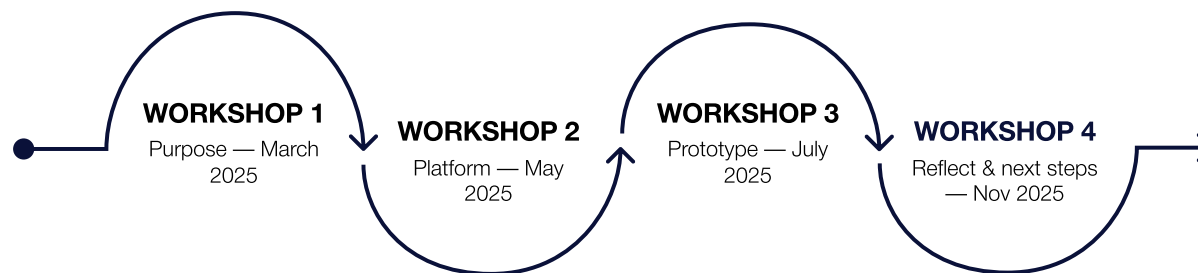 WORKSHOP 1
Purpose — March
2025
WORKSHOP 2
Platform — May
2025
WORKSHOP 3
Prototype — July
2025
WORKSHOP 4
Reflect & next steps
— Nov 2025